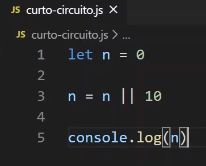 JS curto-circuito.js ×
JS curto-circuito.js > ...
1 let n = 0
2
3 n = n || 10
4
5 console.log(n)